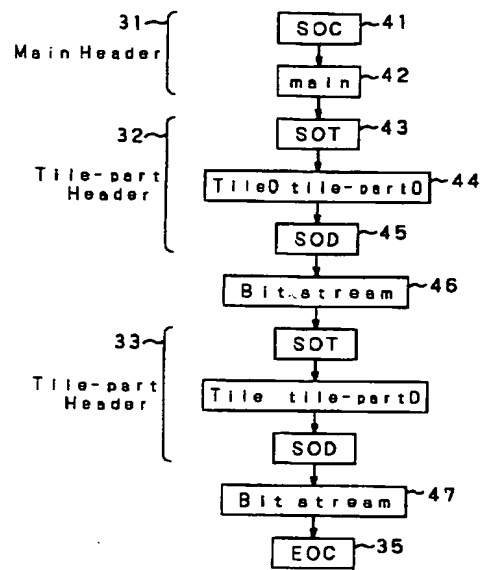 31
SOC
41
Main Header
main
42
32
SOT
43
Tile-part
Header
Tile0 tile-part0
44
SOD
45
Bit stream
46
33
SOT
Tile-part
Header
Tile tile-part0
SOD
Bit stream
47
EOC
35